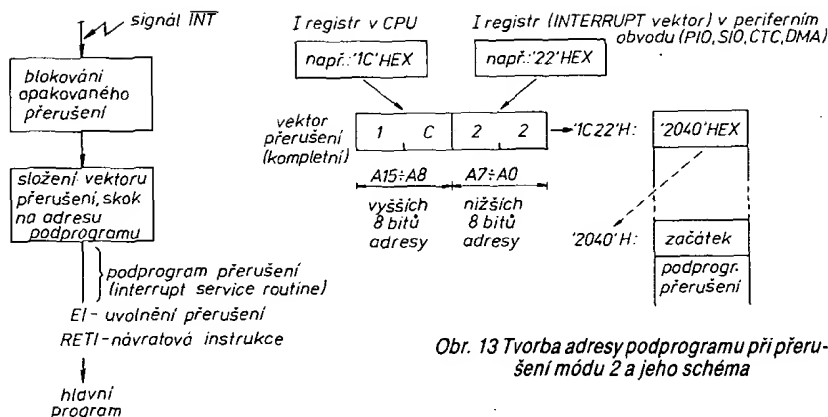 signál INT
blokování
opakovaného
přerušení
složení vektoru
přerušení, skok
na adresu
podprogramu
podprogram přerušení
(interrupt service routine)
EI - uvolnění přerušení
RETI - návratová instrukce
hlavní
program
I registr v CPU
např.:'1C'HEX
I registr (INTERRUPT vektor) v periferním
obvodu (PIO, SIO, CTC, DMA)
např.:'22'HEX
vektor
přerušení
(kompletní)
1 C 2 2
'1C22'H:
'2040'HEX
A15÷A8
A7÷A0
vyšších
8 bitů
adresy
nižších
8 bitů
adresy
'2040'H:
začátek
podprogr.
přerušení
Obr. 13 Tvorba adresy podprogramu při přeru-
šení módu 2 a jeho schéma